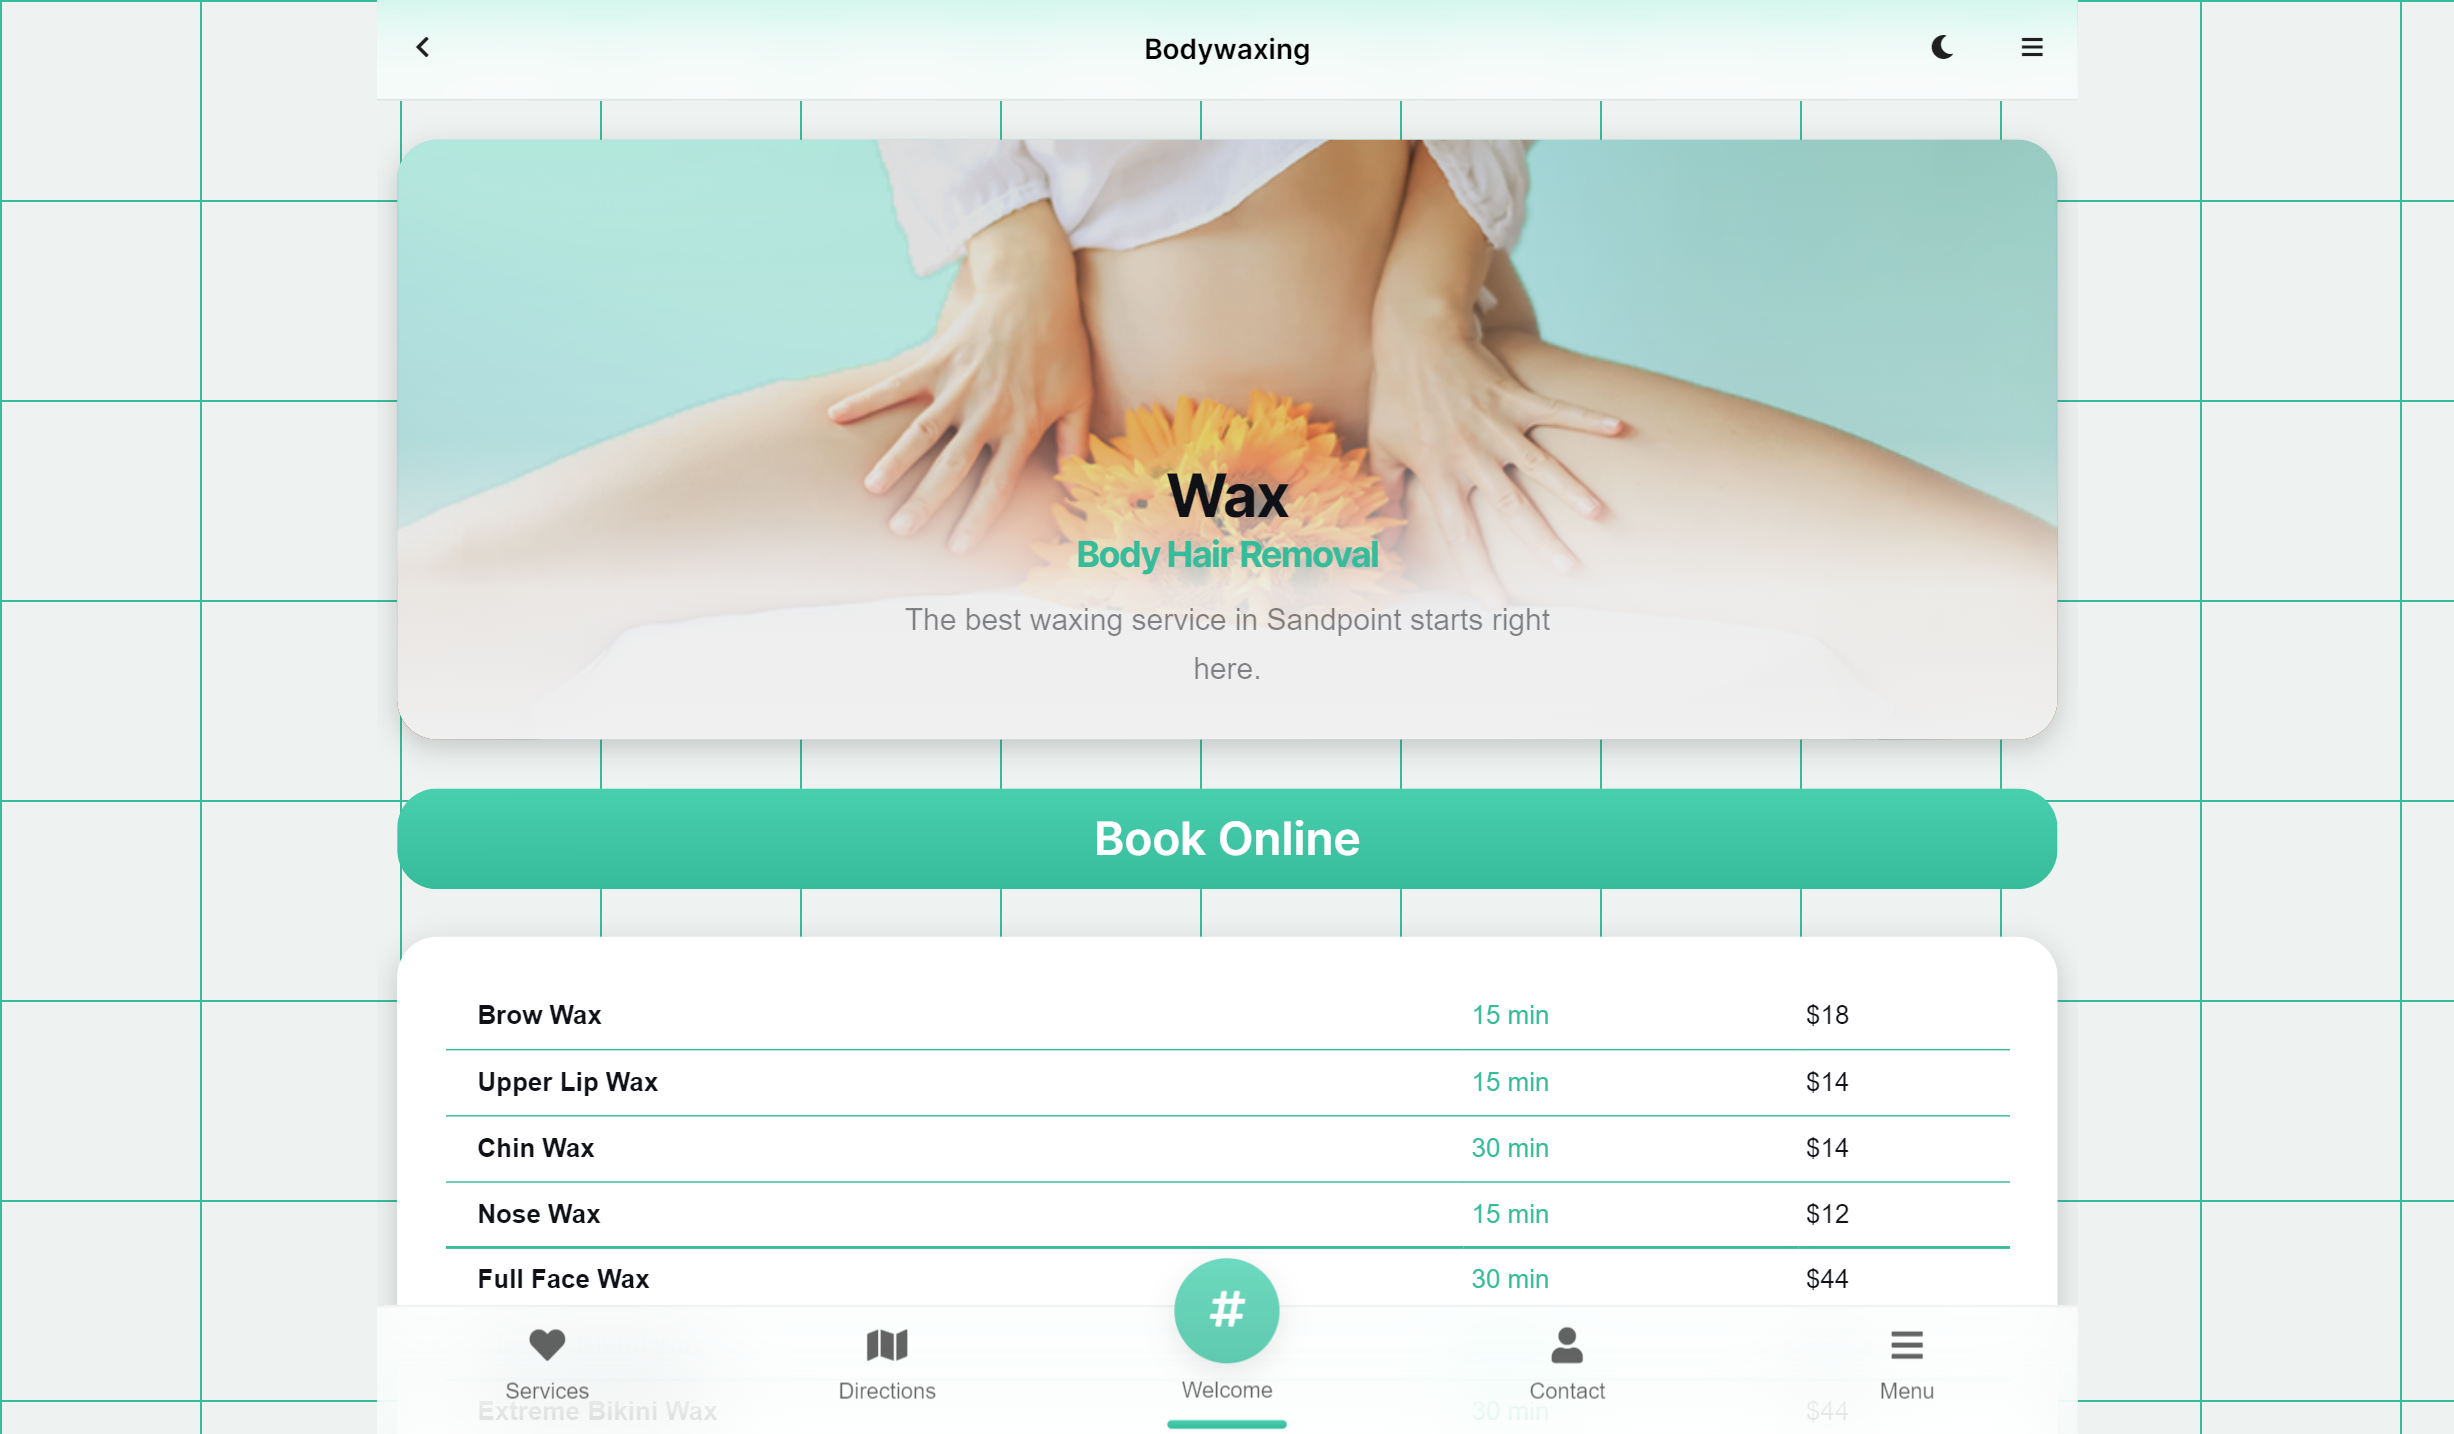 Bodywaxing
Wax
Body Hair Removal
The best waxing service in Sandpoint starts right
here.
Book Online
Brow Wax 15 min $18
Upper Lip Wax 15 min $14
Chin Wax 30 min $14
Nose Wax 15 min $12
Full Face Wax 30 min $44
#
Services Directions Welcome Contact Menu
Extreme Bikini Wax 30 min $44